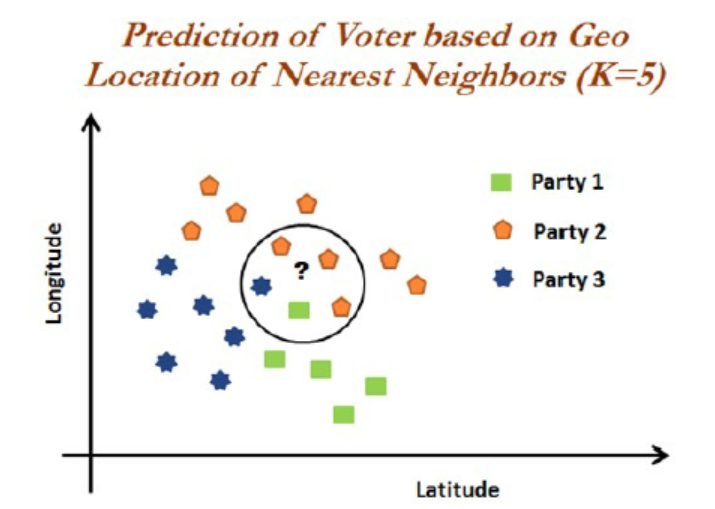 Prediction of Voter based on Geo
Location of Nearest Neighbors (K=5)
Longitude
Party 1
Party 2
Party 3
?
Latitude